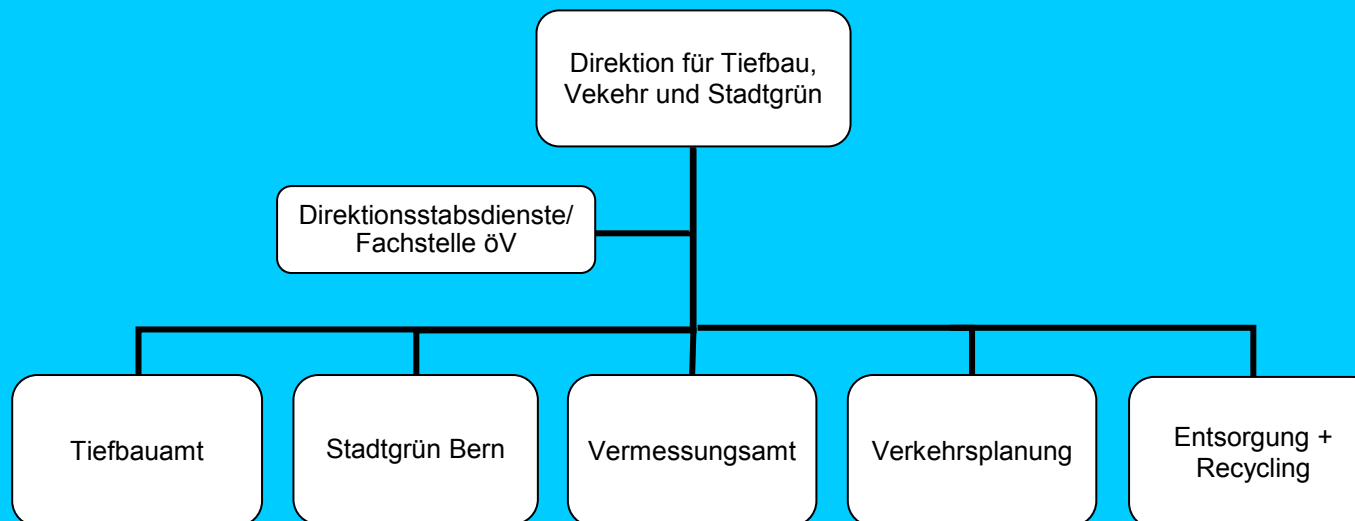 Direktion für Tiefbau,
Vekehr und Stadtgrün
Direktionsstabsdienste/
Fachstelle öV
Tiefbauamt
Stadtgrün Bern
Vermessungsamt
Verkehrsplanung
Entsorgung +
Recycling